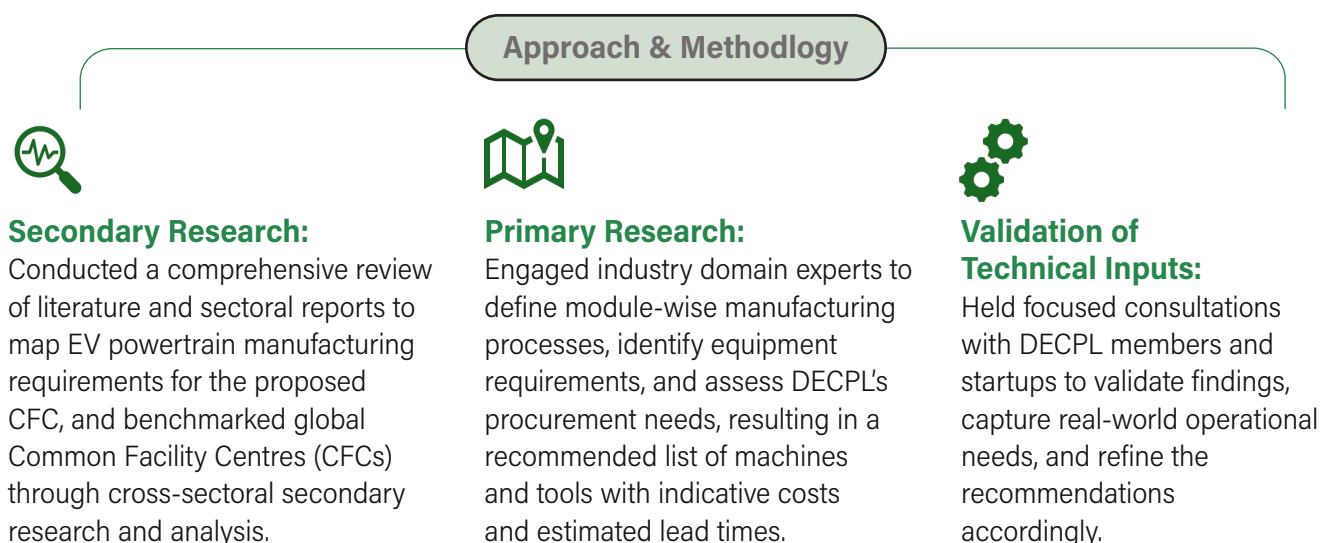 Approach & Methodlogy
Secondary Research:
Conducted a comprehensive review
of literature and sectoral reports to
map EV powertrain manufacturing
requirements for the proposed
CFC, and benchmarked global
Common Facility Centres (CFCs)
through cross-sectoral secondary
research and analysis.
Primary Research:
Engaged industry domain experts to
define module-wise manufacturing
processes, identify equipment
requirements, and assess DECPL's
procurement needs, resulting in a
recommended list of machines
and tools with indicative costs
and estimated lead times.
Validation of
Technical Inputs:
Held focused consultations
with DECPL members and
startups to validate findings,
capture real-world operational
needs, and refine the
recommendations
accordingly.